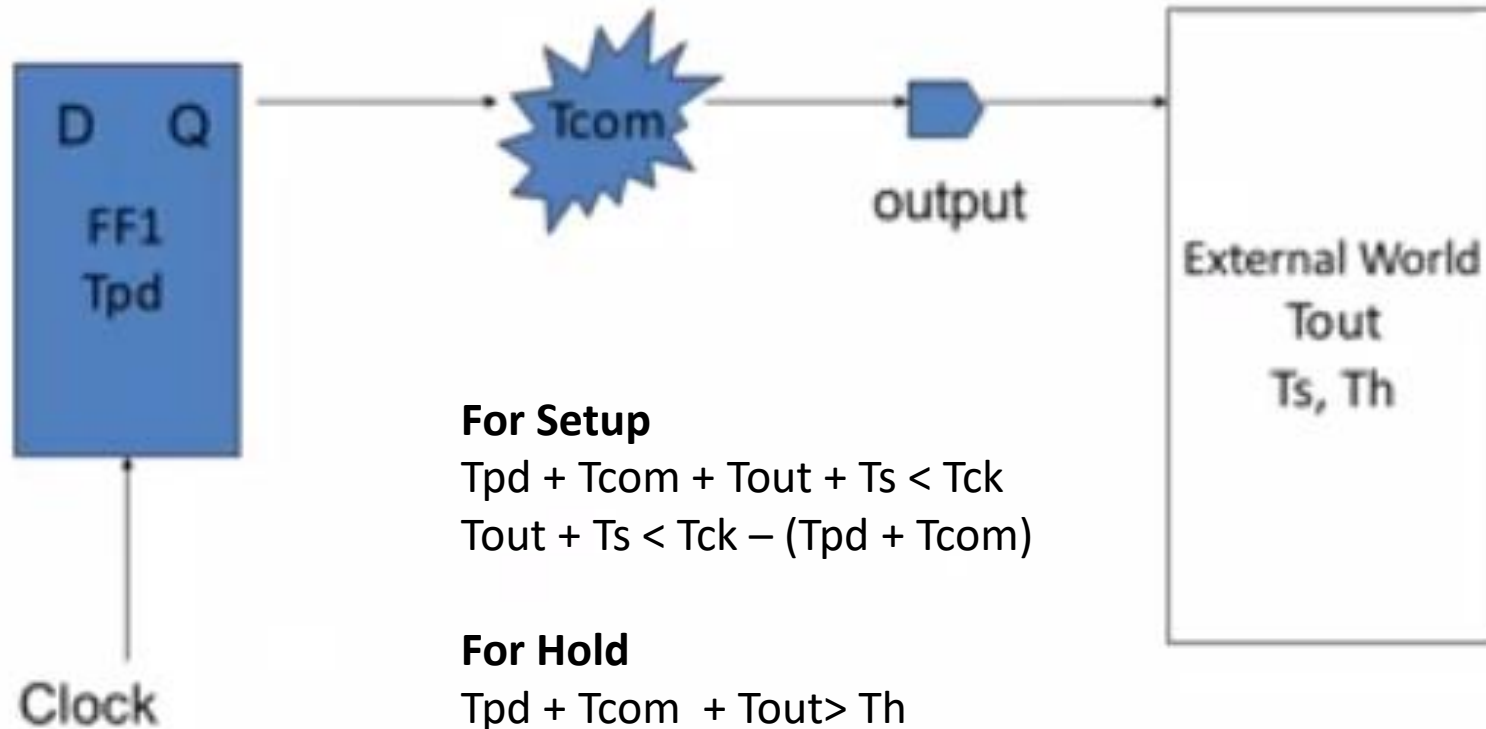 D Q
FF1
Tpd
Clock
Tcom
output
External World
Tout
Ts, Th
For Setup
Tpd + Tcom + Tout + Ts < Tck
Tout + Ts < Tck – (Tpd + Tcom)
For Hold
Tpd + Tcom  + Tout> Th